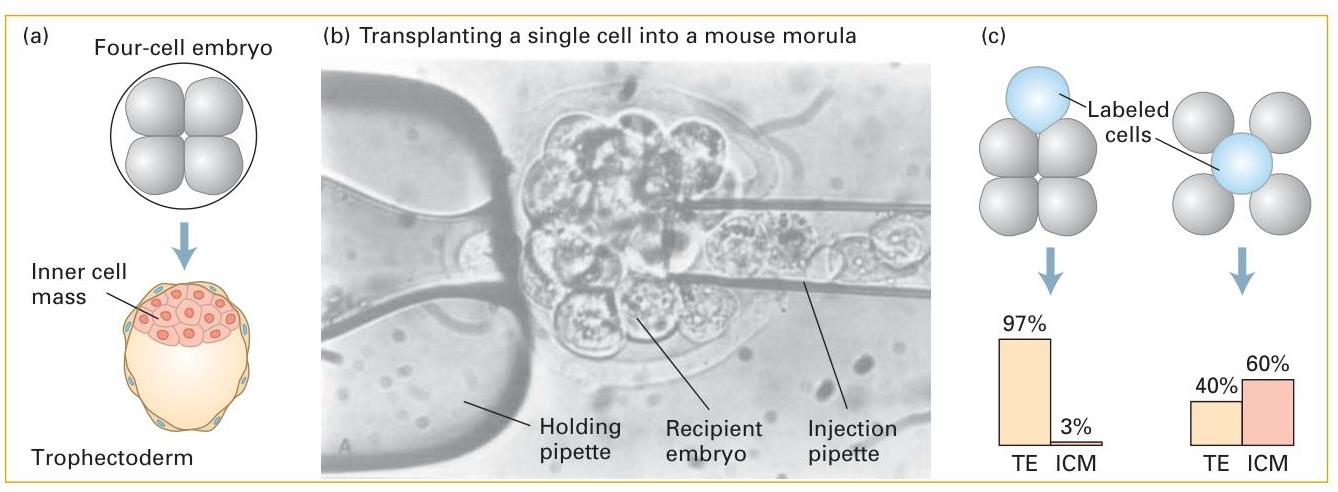 (a)
Four-cell embryo
Inner cell
mass
Trophectoderm
(b) Transplanting a single cell into a mouse morula
A
Holding
pipette
Recipient
embryo
Injection
pipette
(c)
Labeled
cells
97%
3%
TE ICM
40%
60%
TE ICM